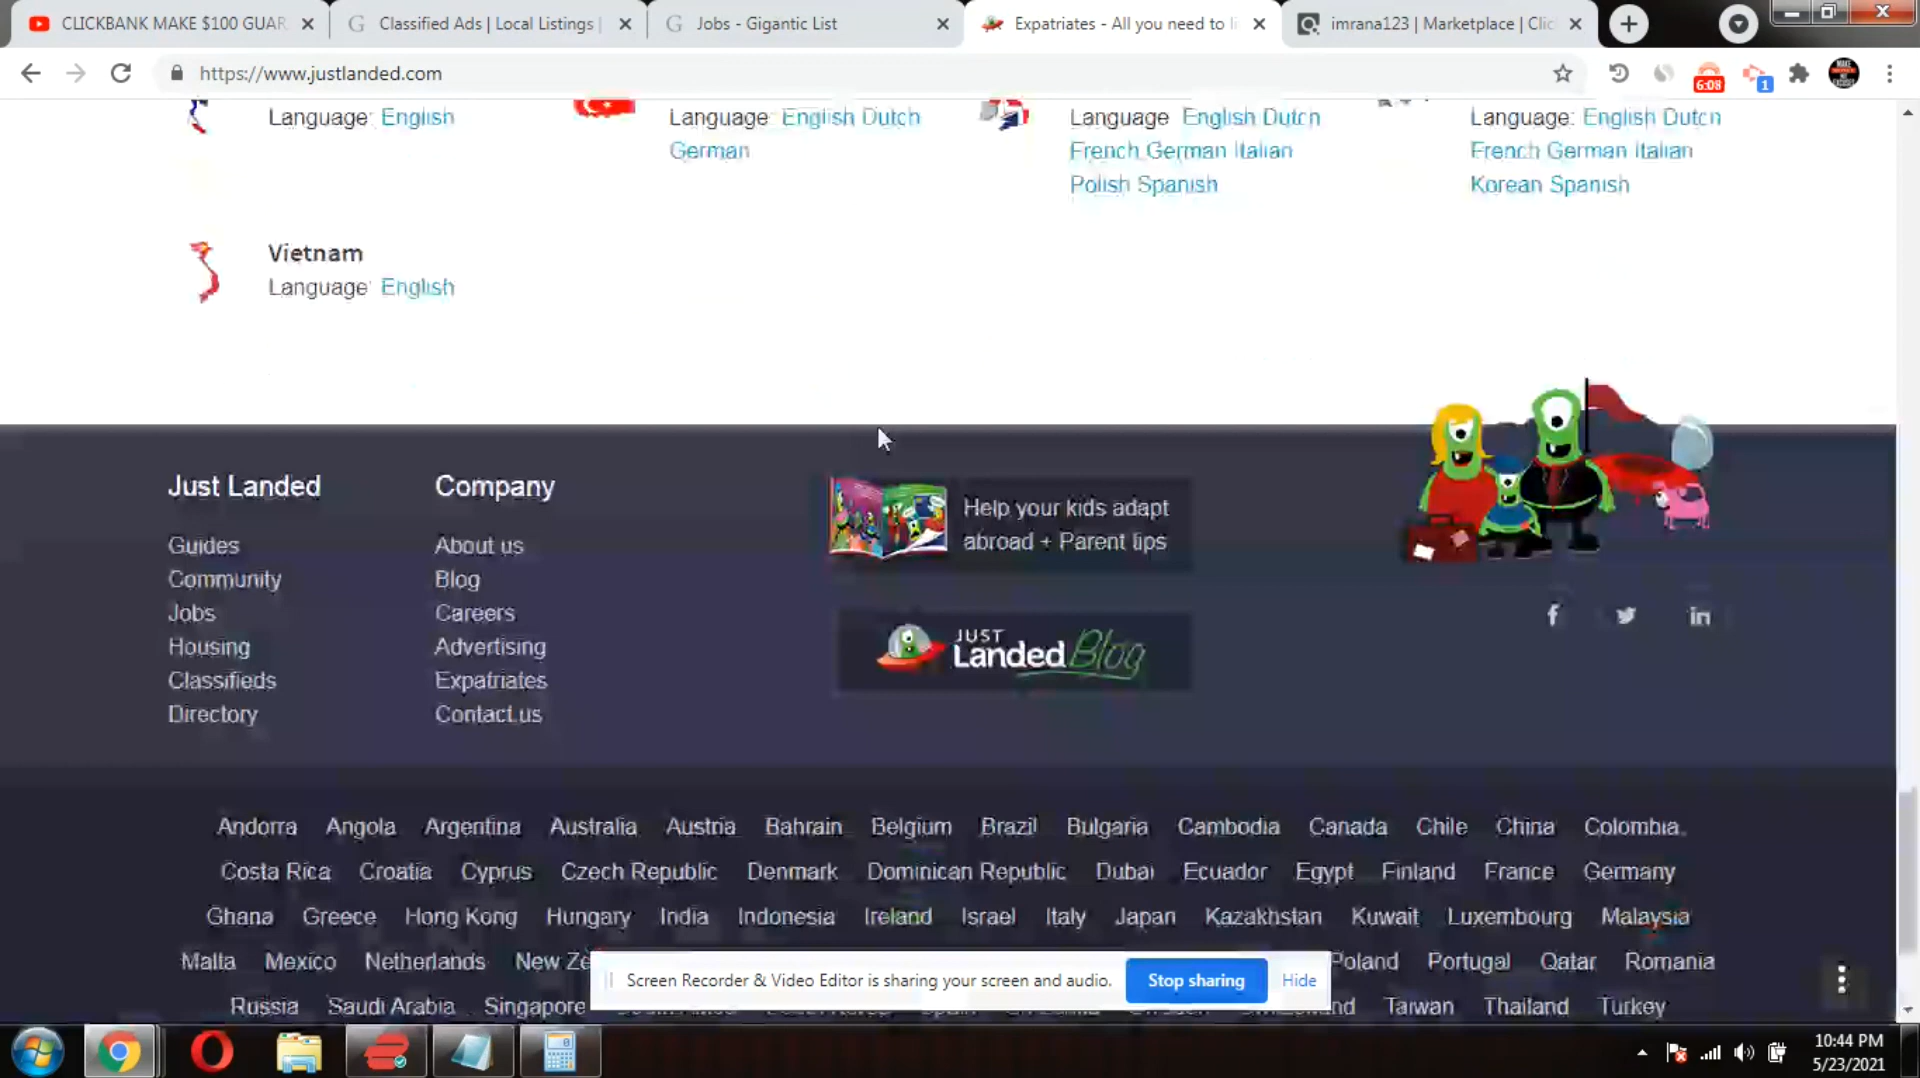 CLICKBANK MAKE $100 GUAR
Classified Ads | Local Listings |
Jobs - Gigantic List
Expatriates - All you need to li
imrana123 | Marketplace | Clic
https://www.justlanded.com
6:08
1
Language: English
Language: English Dutch
German
Language English Dutch
French German Italian
Polish Spanish
Language: English Dutch
French German Italian
Korean Spanish
Vietnam
Language English
Just Landed
Guides
Community
Jobs
Housing
Classifieds
Directory
Company
About us
Blog
Careers
Advertising
Expatriates
Contact us
Help your kids adapt
abroad + Parent tips
JUST
Landed Blog
Andorra Angola Argentina Australia Austria Bahrain Belgium Brazil Bulgaria Cambodia Canada Chile China Colombia
Costa Rica Croatia Cyprus Czech Republic Denmark Dominican Republic Dubai Ecuador Egypt Finland France Germany
Ghana Greece Hong Kong Hungary India Indonesia Ireland Israel Italy Japan Kazakhstan Kuwait Luxembourg Malaysia
Malta Mexico Netherlands New Ze Poland Portugal Qatar Romania
Screen Recorder & Video Editor is sharing your screen and audio. Stop sharing Hide
Russia Saudi Arabia Singapore Taiwan Thailand Turkey
10:44 PM
5/23/2021